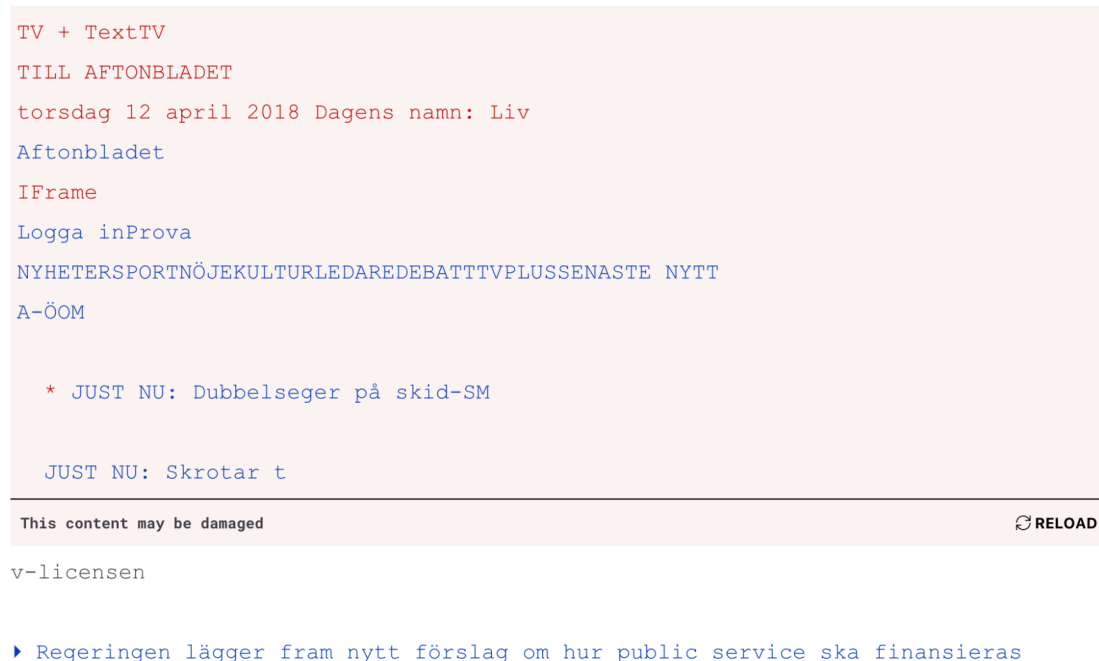 TV + TextTV
TILL AFTONBLADET
torsdag 12 april 2018 Dagens namn: Liv
Aftonbladet
IFrame
Logga inProva
NYHETERSPORTNÖJEKULTURLEDAREDEBATTTVPLUSSENASTE NYTT
A-ÖOM
* JUST NU: Dubbelseger på skid-SM
JUST NU: Skrotar t
This content may be damaged
RELOAD
v-licensen
Regeringen lägger fram nytt förslag om hur public service ska finansieras